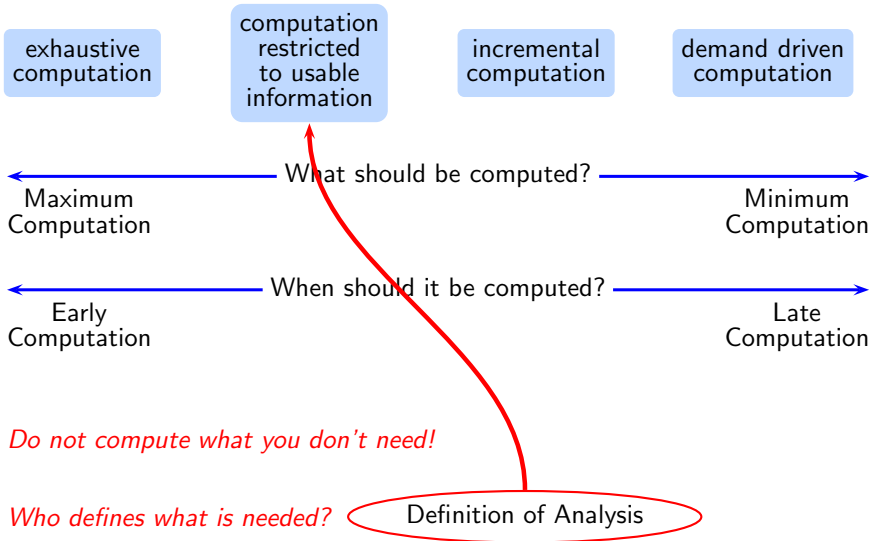 exhaustive
computation
computation
restricted
to usable
information
incremental
computation
demand driven
computation
What should be computed?
Maximum
Computation
Minimum
Computation
When should it be computed?
Early
Computation
Late
Computation
Do not compute what you don't need!
Who defines what is needed?
Definition of Analysis